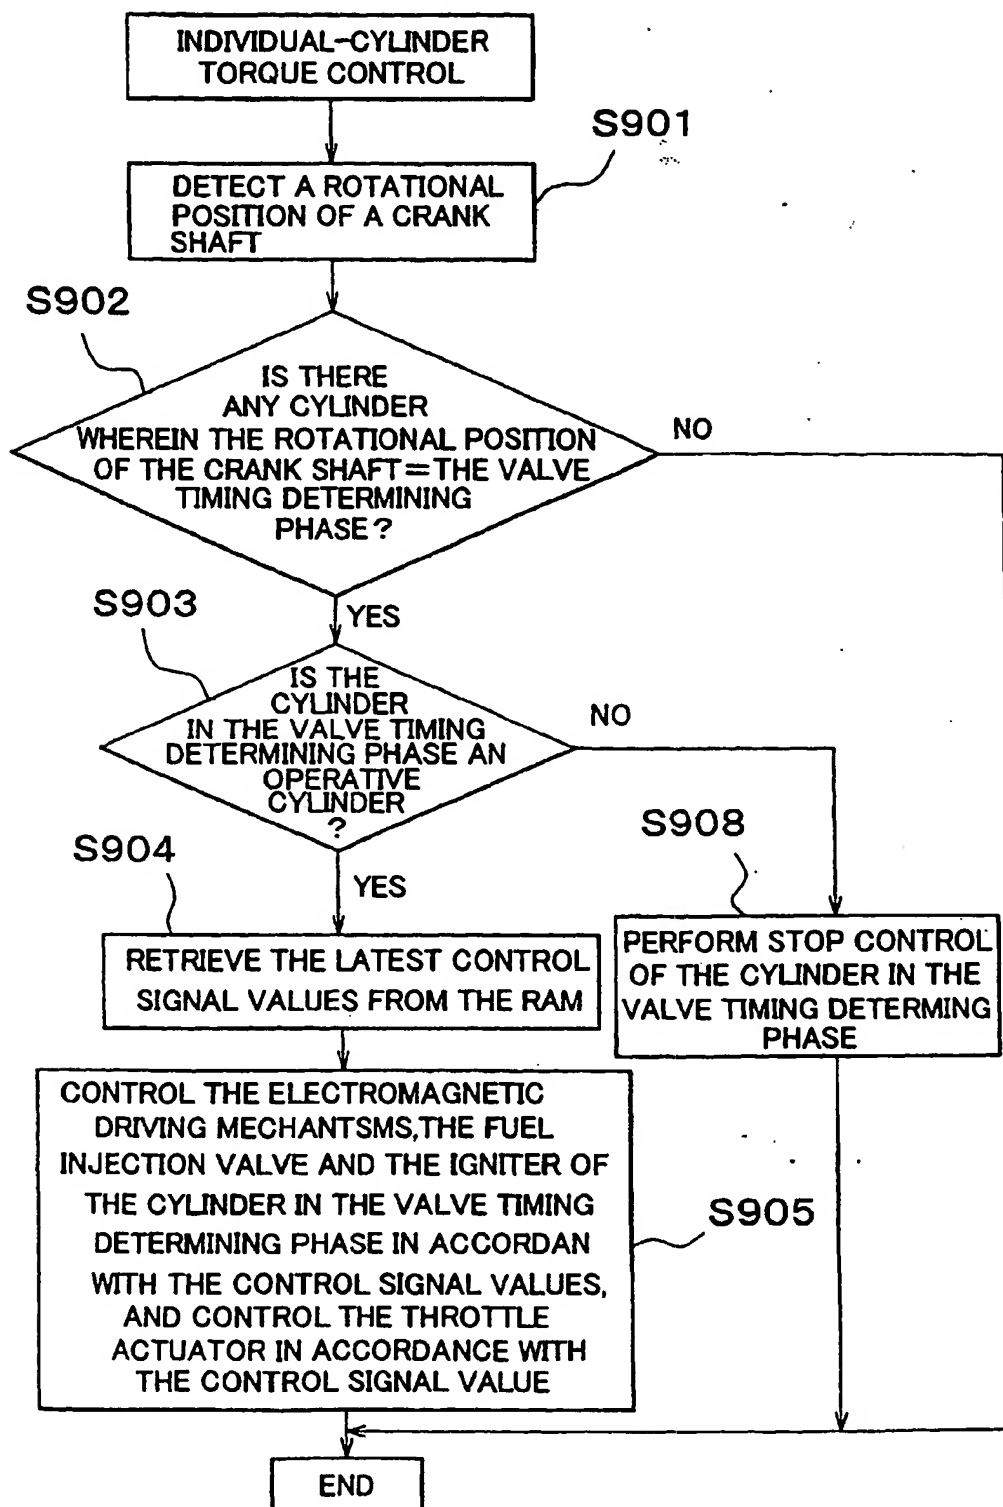 INDIVIDUAL-CYLINDER
TORQUE CONTROL
S901
DETECT A ROTATIONAL
POSITION OF A CRANK
SHAFT
S902
IS THERE
ANY CYLINDER
WHEREIN THE ROTATIONAL POSITION
OF THE CRANK SHAFT=THE VALVE
TIMING DETERMINING
PHASE?
NO
YES
S903
IS THE
CYLINDER
IN THE VALVE TIMING
DETERMINING PHASE AN
OPERATIVE
CYLINDER
?
NO
YES
S904
RETRIEVE THE LATEST CONTROL
SIGNAL VALUES FROM THE RAM
S908
PERFORM STOP CONTROL
OF THE CYLINDER IN THE
VALVE TIMING DETERMING
PHASE
CONTROL THE ELECTROMAGNETIC
DRIVING MECHANTSMS,THE FUEL
INJECTION VALVE AND THE IGNITER OF
THE CYLINDER IN THE VALVE TIMING
DETERMINING PHASE IN ACCORDAN
WITH THE CONTROL SIGNAL VALUES,
AND CONTROL THE THROTTLE
ACTUATOR IN ACCORDANCE WITH
THE CONTROL SIGNAL VALUE
S905
END